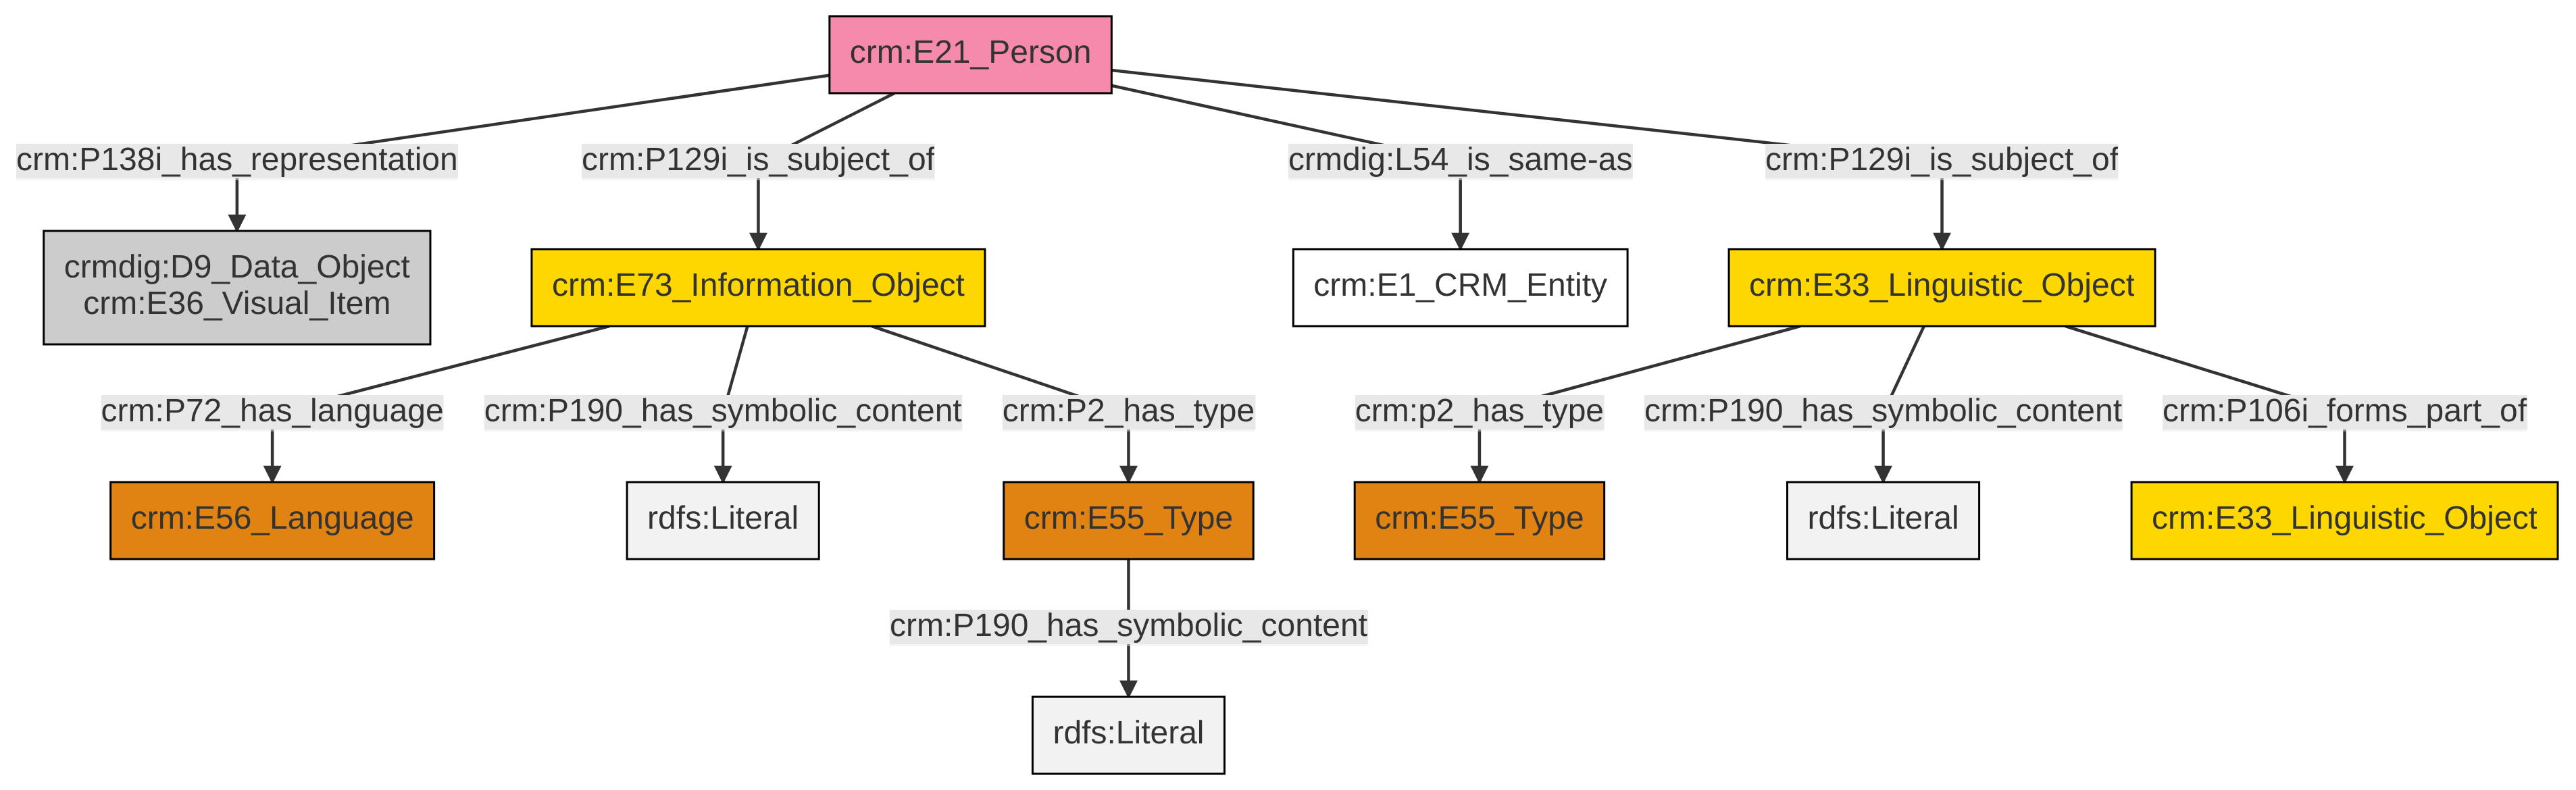 crm:E21_Person
crm:P138i_has_representation
crm:P129i_is_subject_of
crmdig:L54_is_same-as
crm:P129i_is_subject_of
crmdig:D9_Data_Object
crm:E36_Visual_Item
crm:E73_Information_Object
crm:E1_CRM_Entity
crm:E33_Linguistic_Object
crm:P72_has_language
crm:P190_has_symbolic_content
crm:P2_has_type
crm:p2_has_type
crm:P190_has_symbolic_content
crm:P106i_forms_part_of
crm:E56_Language
rdfs:Literal
crm:E55_Type
crm:E55_Type
rdfs:Literal
crm:E33_Linguistic_Object
crm:P190_has_symbolic_content
rdfs:Literal